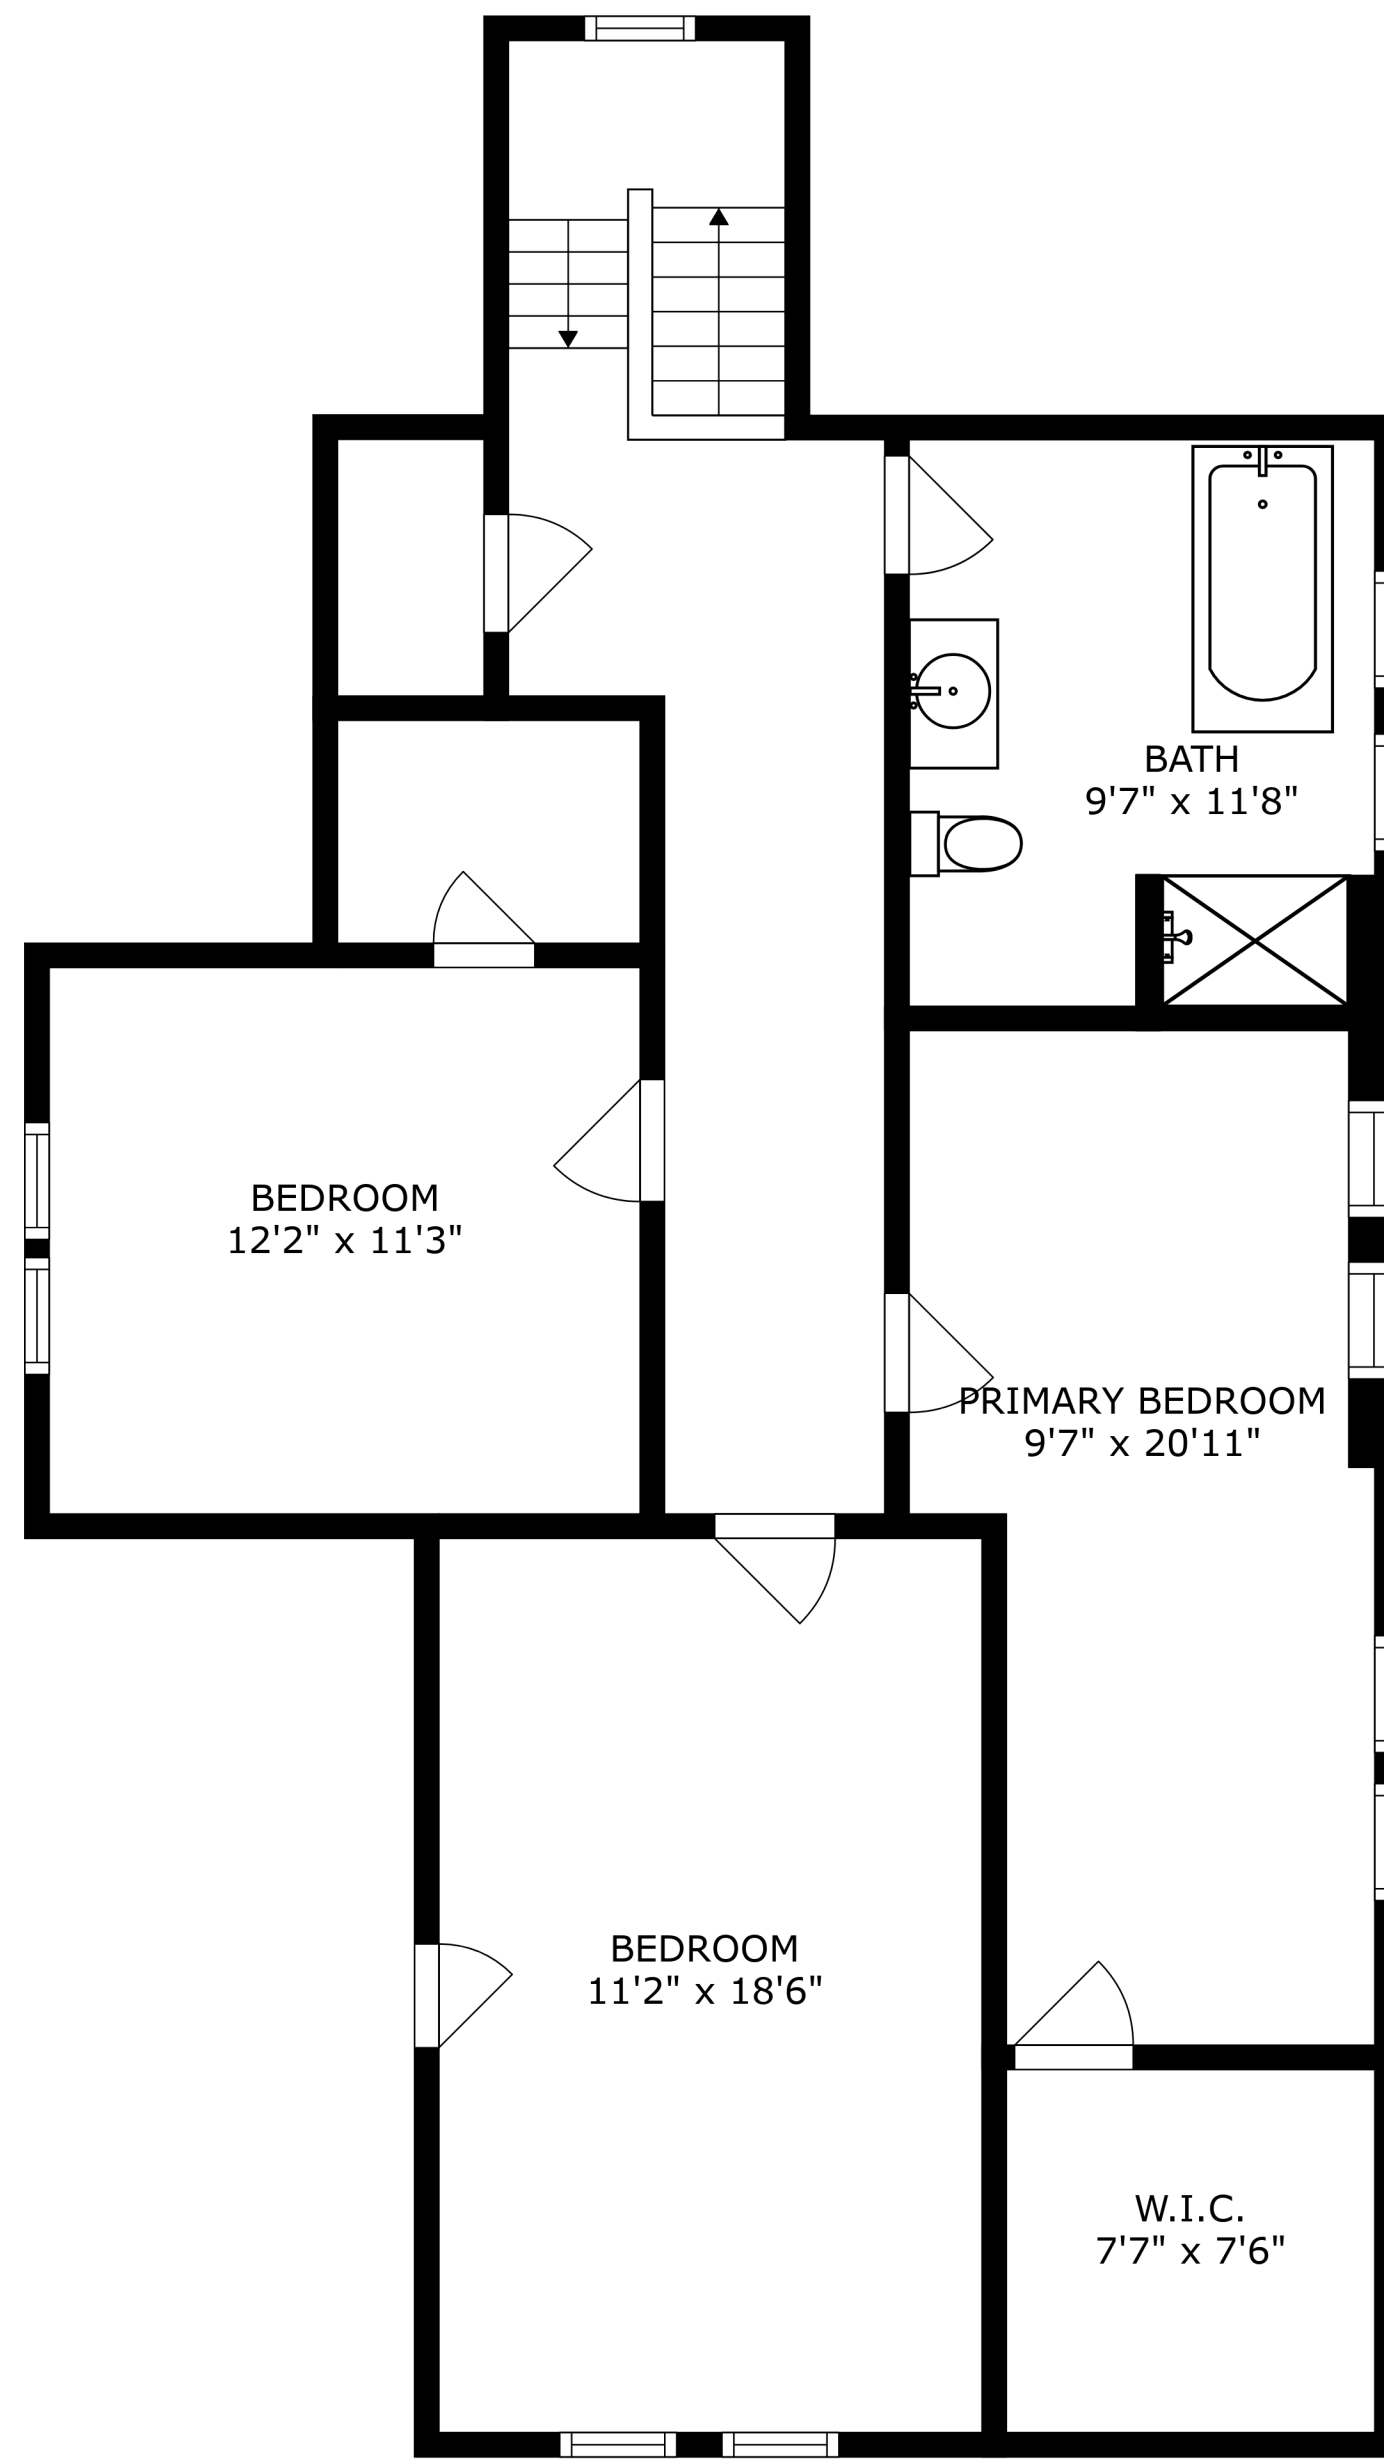 BATH
9'7" x 11'8"
BEDROOM
12'2" x 11'3"
PRIMARY BEDROOM
9'7" x 20'11"
BEDROOM
11'2" x 18'6"
W.I.C.
7'7" x 7'6"